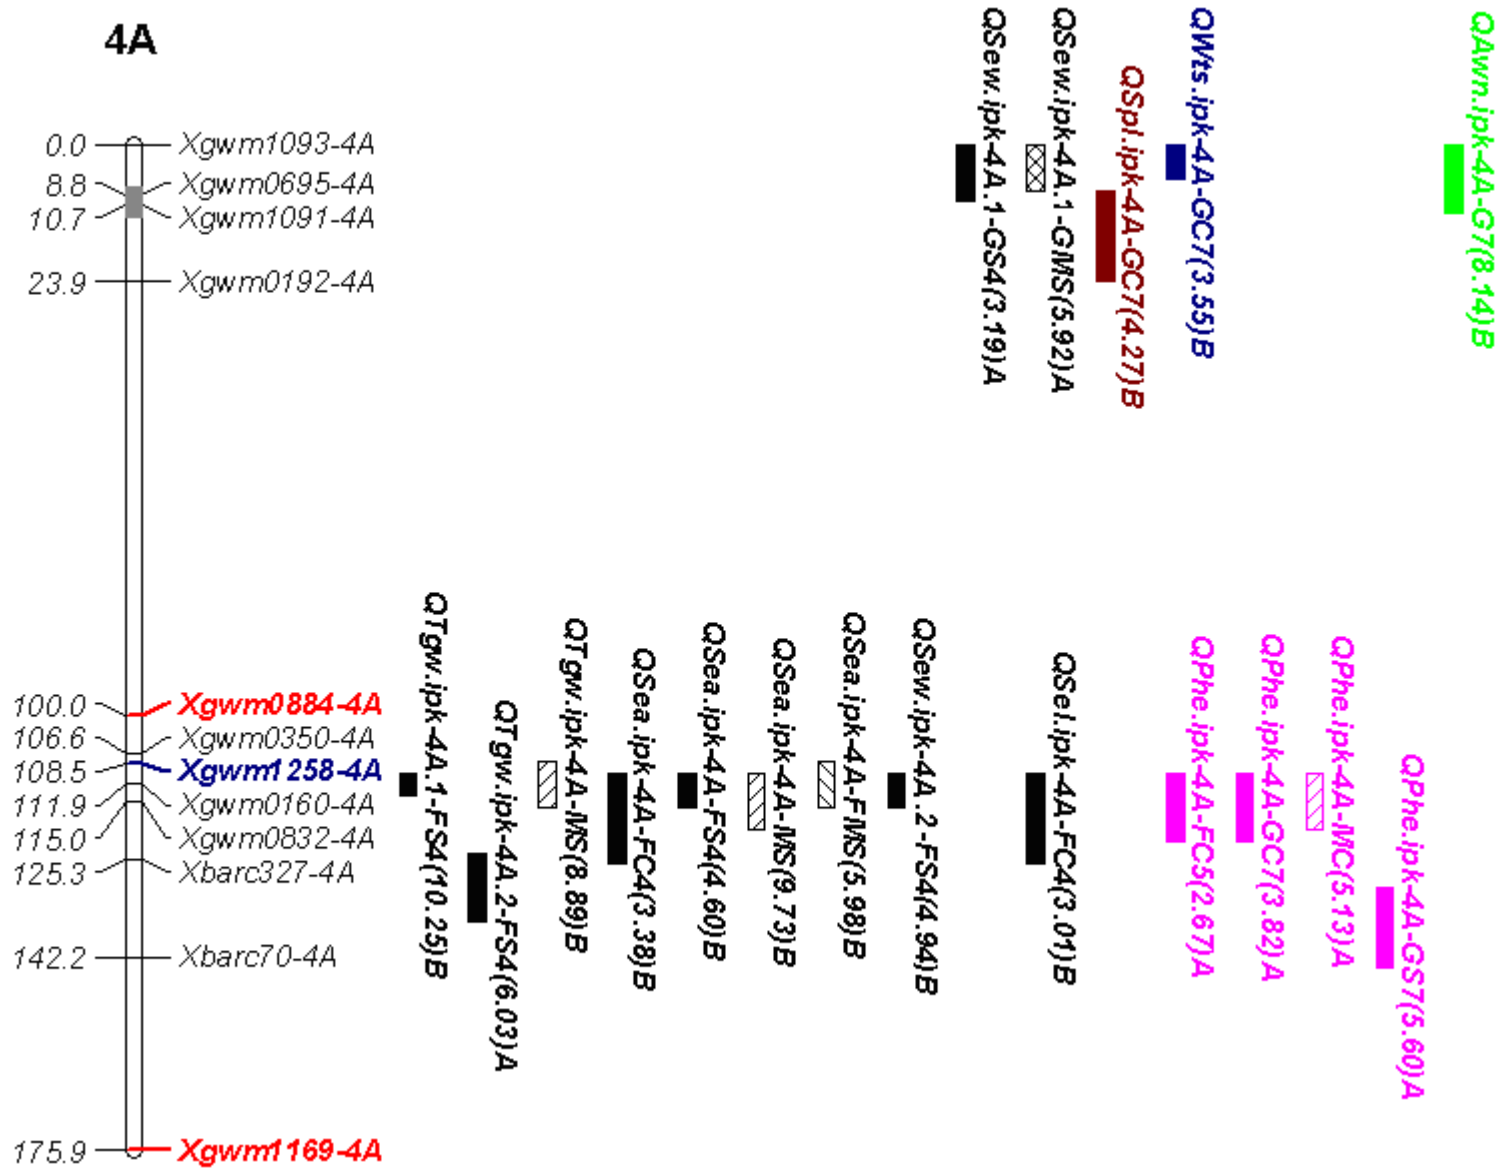 4A
0.0 Xgwm1093-4A
8.8 Xgwm0695-4A
10.7 Xgwm1091-4A
23.9 Xgwm0192-4A
100.0 Xgwm0884-4A
106.6 Xgwm0350-4A
108.5 Xgwm1258-4A
111.9 Xgwm0160-4A
115.0 Xgwm0832-4A
125.3 Xbarc327-4A
142.2 Xbarc70-4A
175.9 Xgwm1169-4A
QTgw.ipk-4A.1-FS4(10.25)B
QTgw.ipk-4A.2-FS4(6.03)A
QTgw.ipk-4A-MS(8.89)B
QSea.ipk-4A-FC4(3.38)B
QSea.ipk-4A-FS4(4.60)B
QSea.ipk-4A-MS(9.73)B
QSea.ipk-4A-FMS(5.98)B
QSew.ipk-4A.2-FS4(4.94)B
QSew.ipk-4A.1-GS4(3.19)A
QSew.ipk-4A.1-GMS(5.92)A
QSel.ipk-4A-FC4(3.01)B
QSpl.ipk-4A-GC7(4.27)B
QWts.ipk-4A-GC7(3.55)B
QPhe.ipk-4A-FC5(2.67)A
QPhe.ipk-4A-GC7(3.82)A
QPhe.ipk-4A-MC(5.13)A
QPhe.ipk-4A-GS7(5.60)A
QAwn.ipk-4A-G7(8.14)B